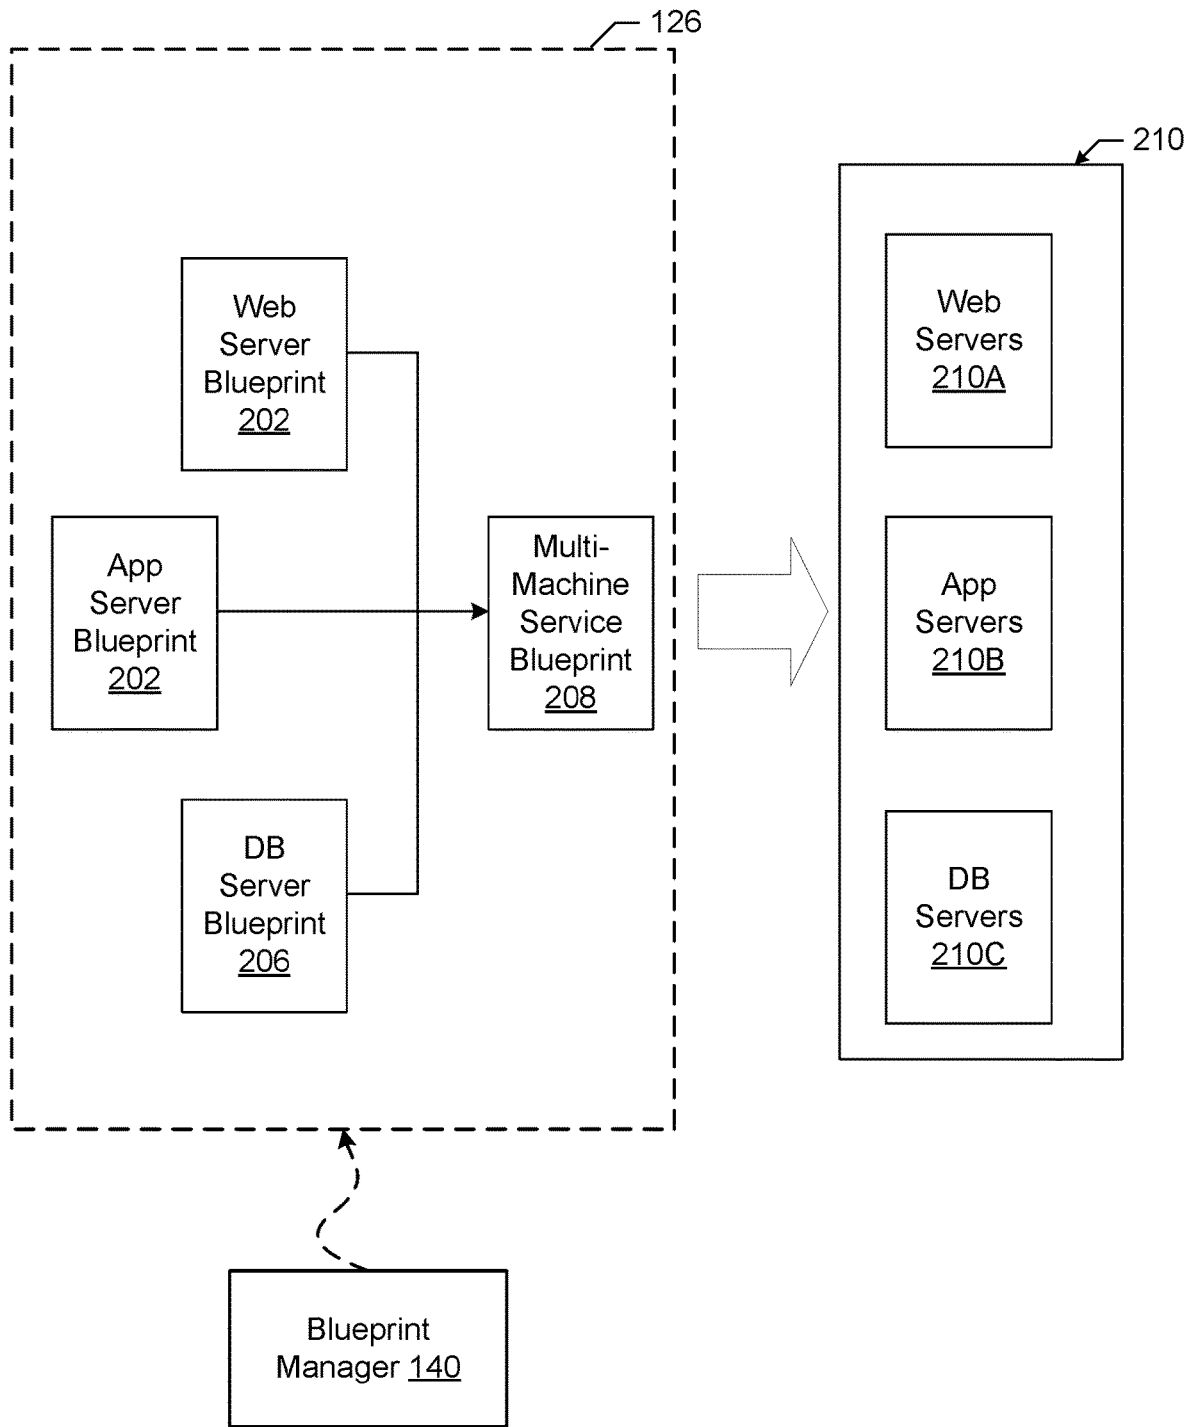 126
210
Web
Server
Blueprint
202
App
Server
Blueprint
202
DB
Server
Blueprint
206
Multi-
Machine
Service
Blueprint
208
Web
Servers
210A
App
Servers
210B
DB
Servers
210C
Blueprint
Manager 140